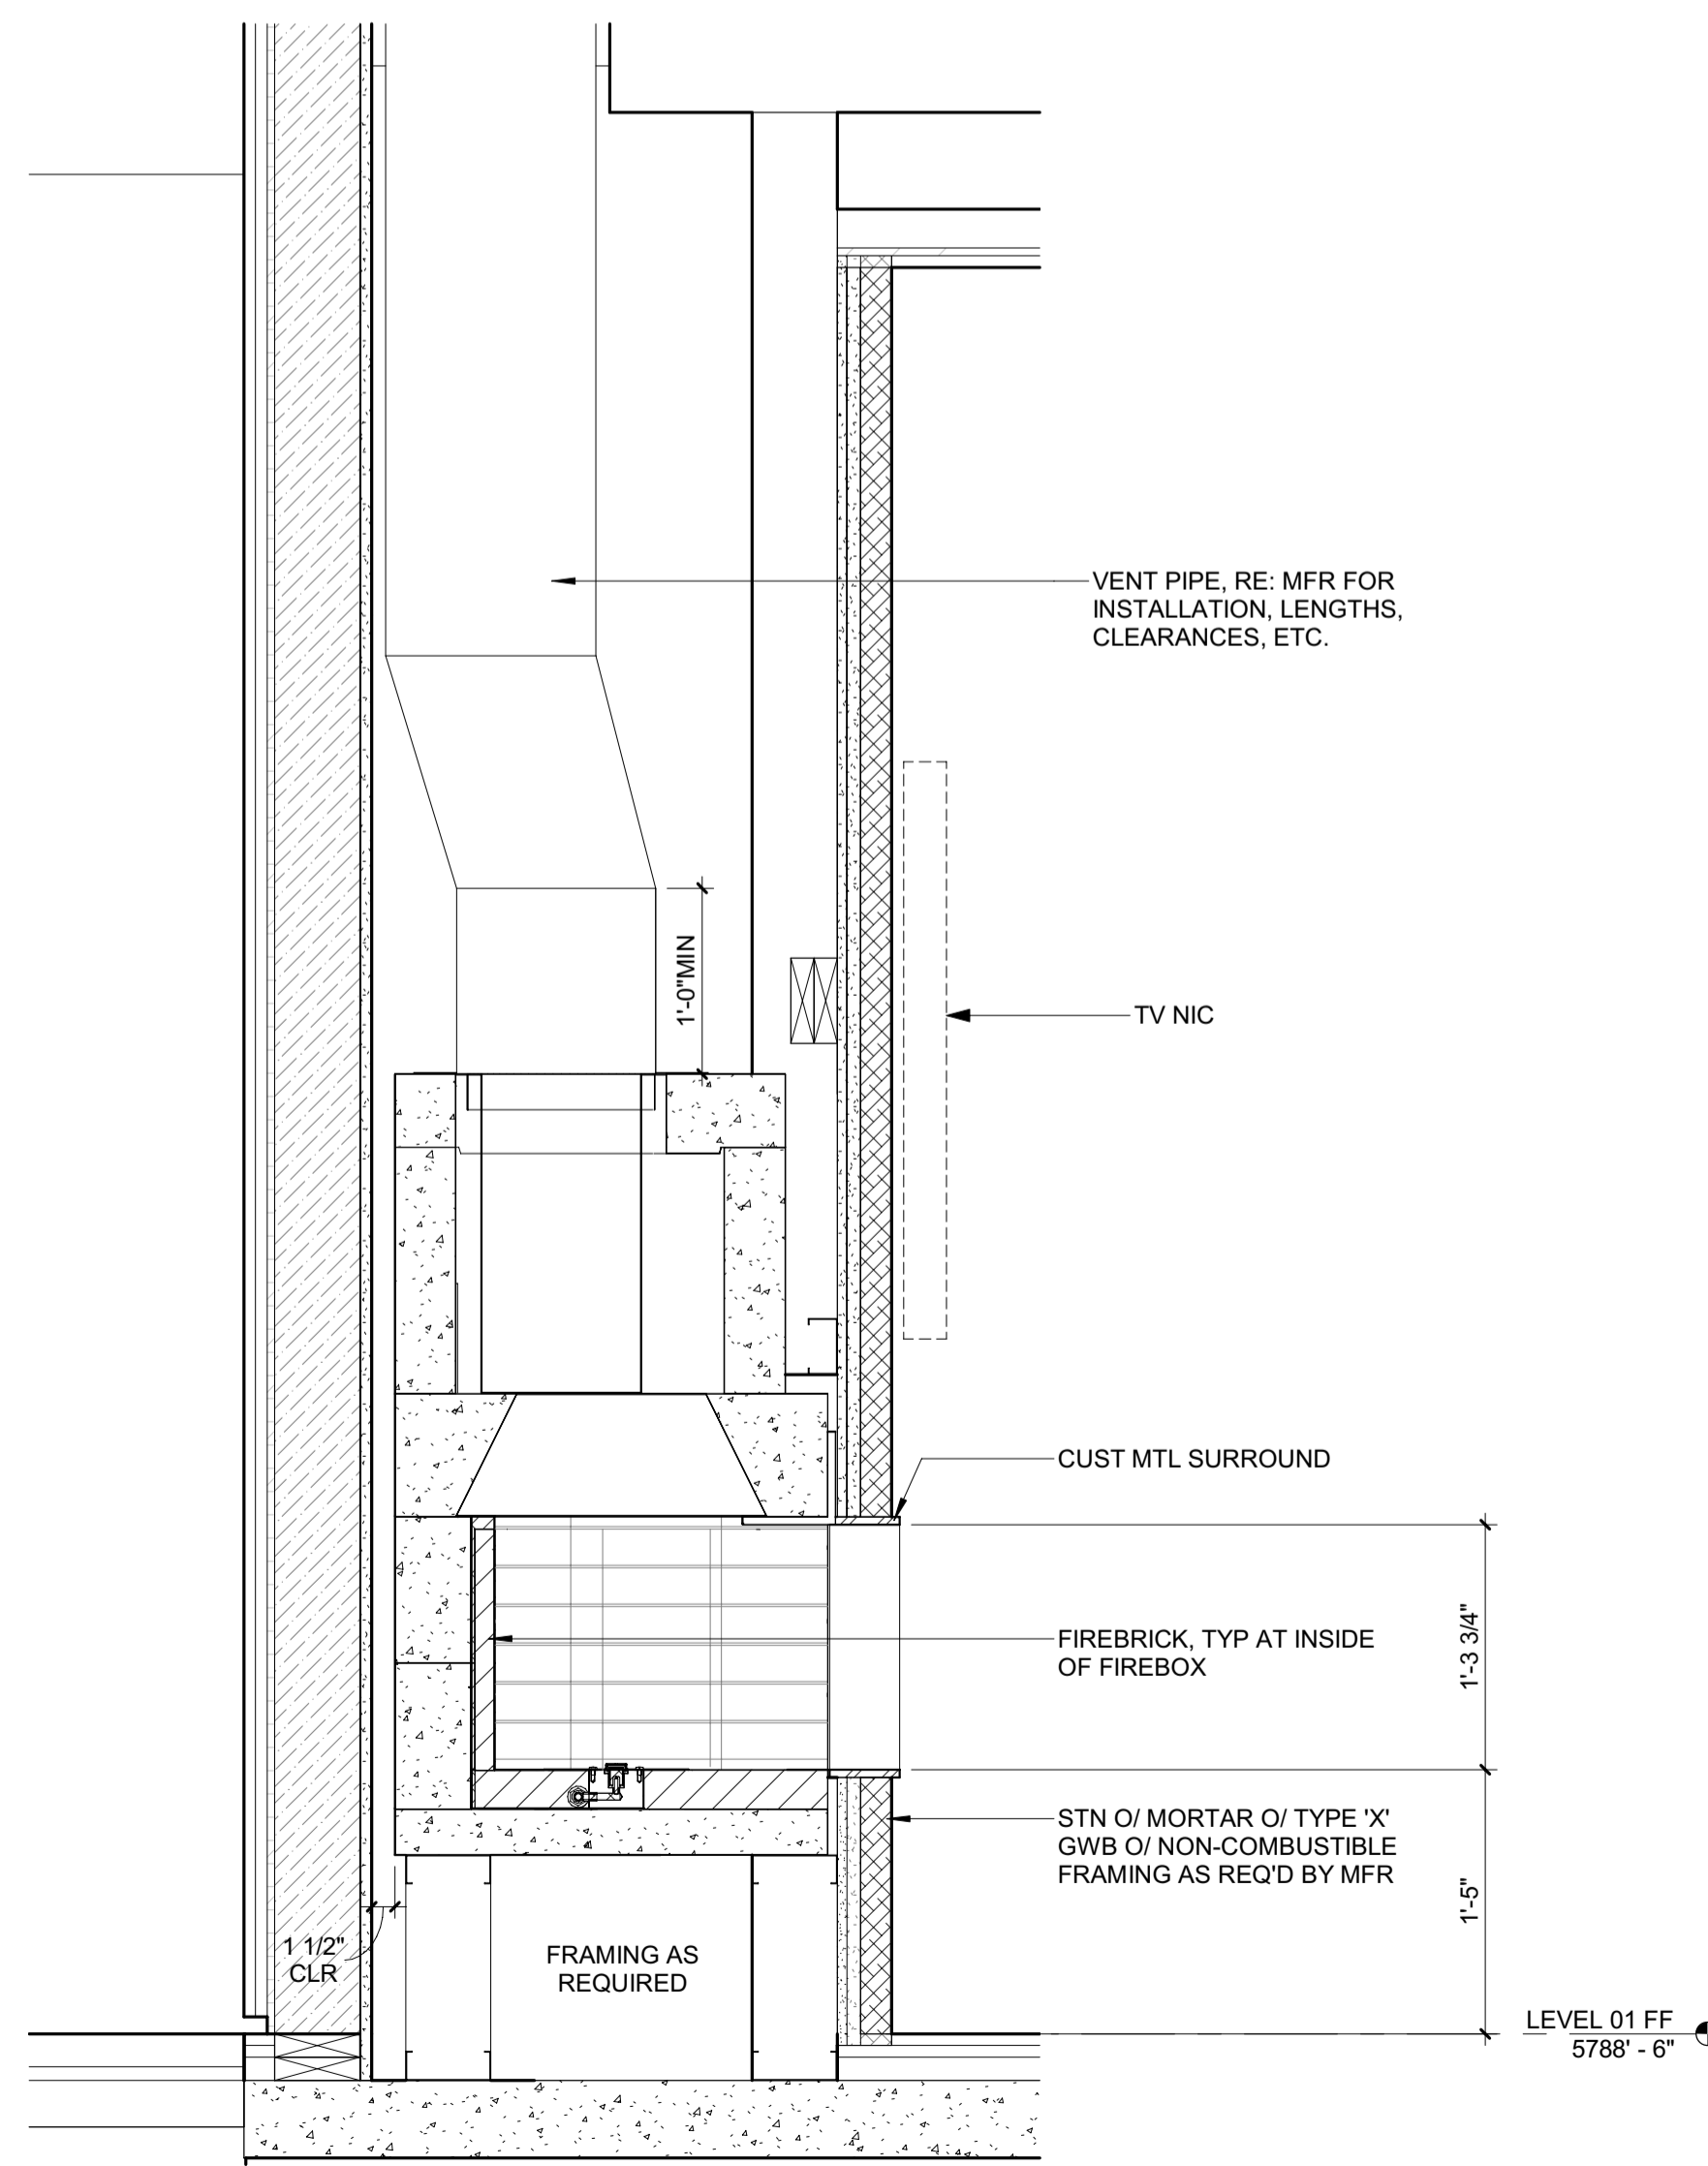 VENT PIPE, RE: MFR FOR
INSTALLATION, LENGTHS,
CLEARANCES, ETC.
1'-0"MIN
TV NIC
CUST MTL SURROUND
FIREBRICK, TYP AT INSIDE
OF FIREBOX
1'-3 3/4"
STN O/ MORTAR O/ TYPE 'X'
GWB O/ NON-COMBUSTIBLE
FRAMING AS REQ'D BY MFR
1'-5"
1 1/2"
CLR
FRAMING AS
REQUIRED
LEVEL 01 FF
5788' - 6"